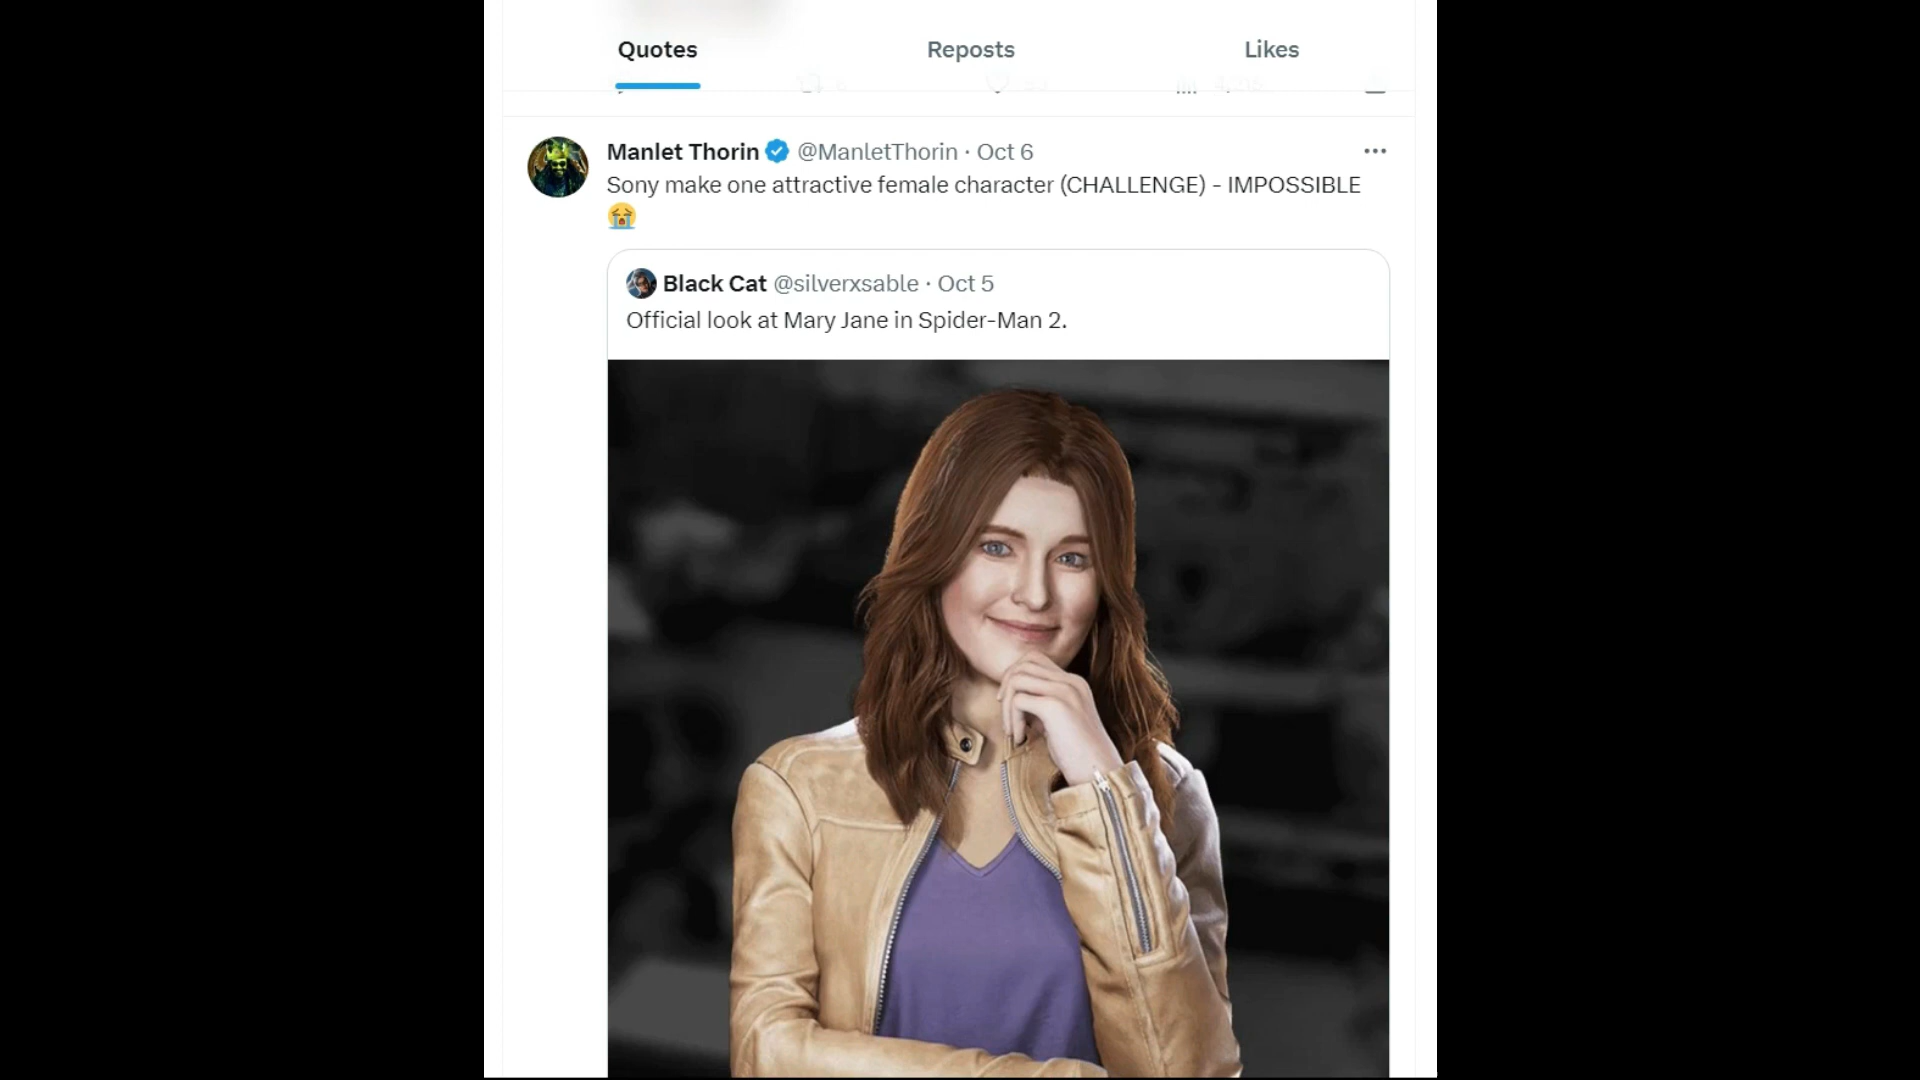 Quotes Reposts Likes
Manlet Thorin @ManletThorin · Oct 6
Sony make one attractive female character (CHALLENGE) - IMPOSSIBLE
😭
Black Cat @silverxsable · Oct 5
Official look at Mary Jane in Spider-Man 2.